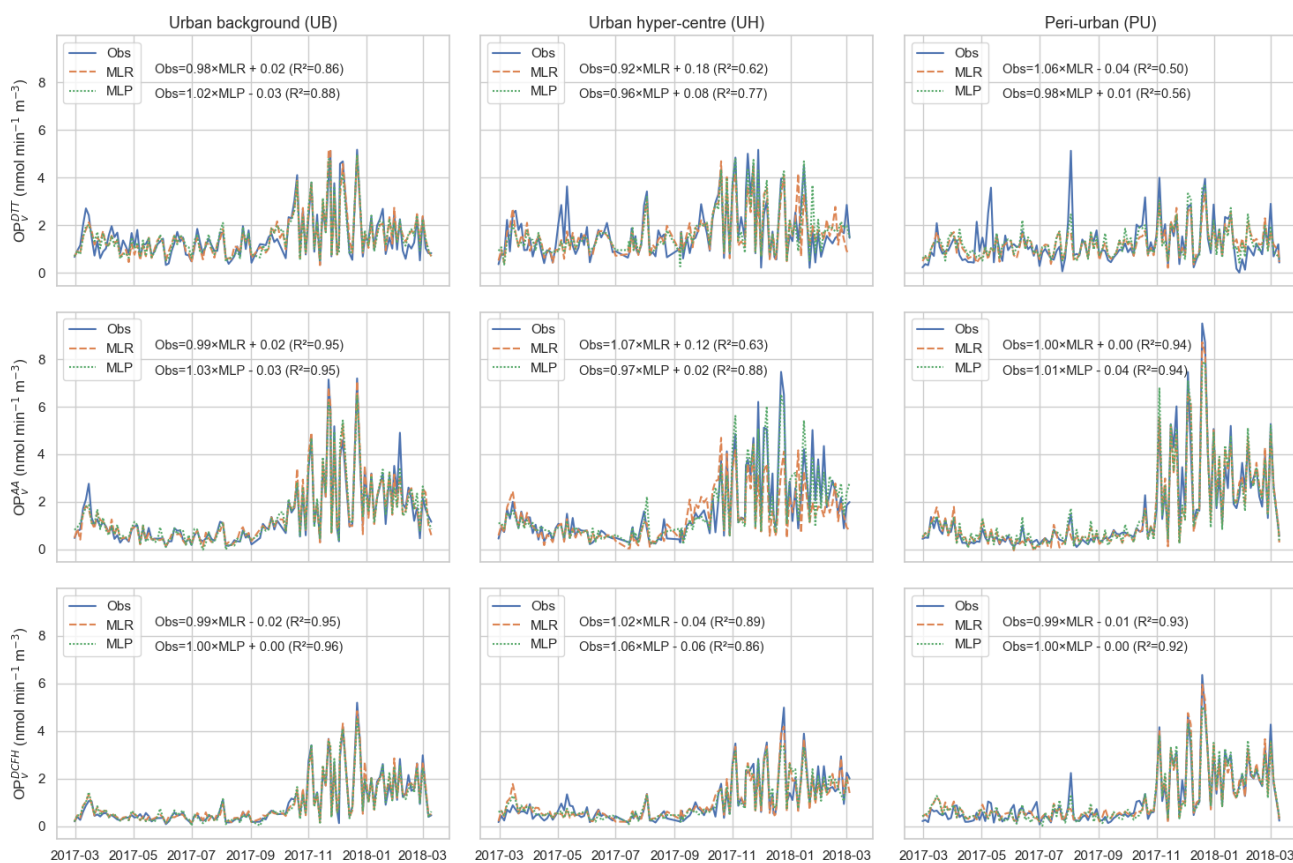 Urban background (UB)
Urban hyper-centre (UH)
Peri-urban (PU)
OP_V^DTT (nmol min⁻¹ m⁻³)
8
6
4
2
0
Obs
MLR
MLP
Obs=0.98×MLR + 0.02 (R²=0.86)
Obs=1.02×MLP - 0.03 (R²=0.88)
Obs
MLR
MLP
Obs=0.92×MLR + 0.18 (R²=0.62)
Obs=0.96×MLP + 0.08 (R²=0.77)
Obs
MLR
MLP
Obs=1.06×MLR - 0.04 (R²=0.50)
Obs=0.98×MLP + 0.01 (R²=0.56)
OP_V^AA (nmol min⁻¹ m⁻³)
8
6
4
2
0
Obs
MLR
MLP
Obs=0.99×MLR + 0.02 (R²=0.95)
Obs=1.03×MLP - 0.03 (R²=0.95)
Obs
MLR
MLP
Obs=1.07×MLR + 0.12 (R²=0.63)
Obs=0.97×MLP + 0.02 (R²=0.88)
Obs
MLR
MLP
Obs=1.00×MLR + 0.00 (R²=0.94)
Obs=1.01×MLP - 0.04 (R²=0.94)
OP_V^DCFH (nmol min⁻¹ m⁻³)
8
6
4
2
0
Obs
MLR
MLP
Obs=0.99×MLR - 0.02 (R²=0.95)
Obs=1.00×MLP + 0.00 (R²=0.96)
Obs
MLR
MLP
Obs=1.02×MLR - 0.04 (R²=0.89)
Obs=1.06×MLP - 0.06 (R²=0.86)
Obs
MLR
MLP
Obs=0.99×MLR - 0.01 (R²=0.93)
Obs=1.00×MLP - 0.00 (R²=0.92)
2017-03 2017-05 2017-07 2017-09 2017-11 2018-01 2018-03
2017-03 2017-05 2017-07 2017-09 2017-11 2018-01 2018-03
2017-03 2017-05 2017-07 2017-09 2017-11 2018-01 2018-03